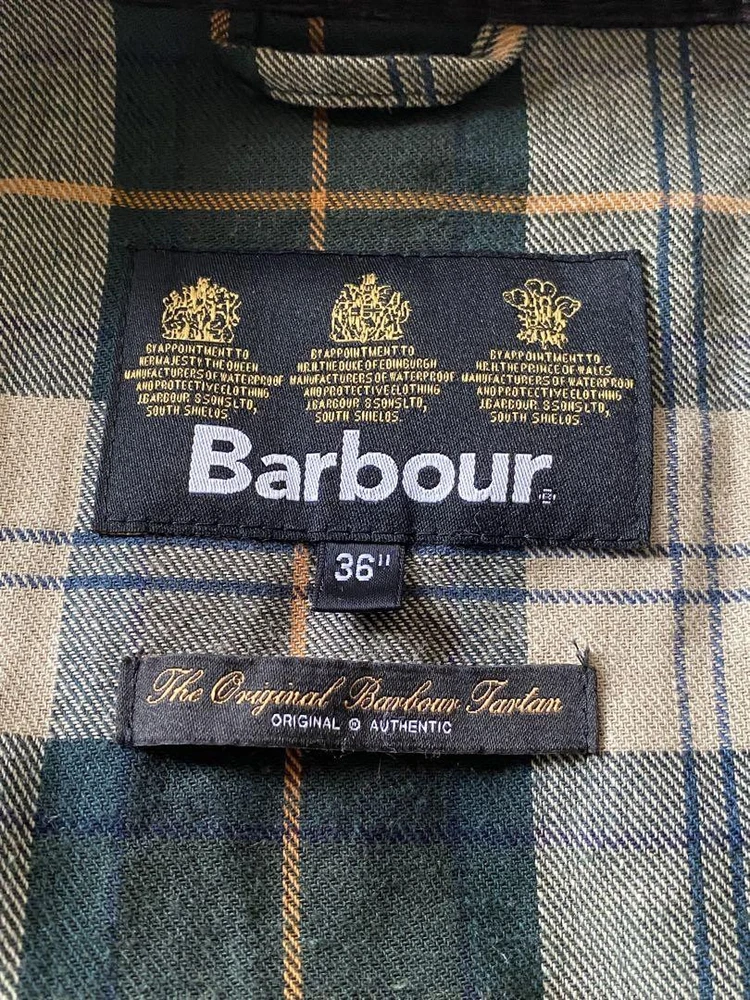 BY APPOINTMENT TO
HER MAJESTY THE QUEEN
MANUFACTURERS OF WATERPROOF
AND PROTECTIVE CLOTHING
J.BARBOUR & SONS LTD,
SOUTH SHIELDS.
BY APPOINTMENT TO
H.R.H. THE DUKE OF EDINBURGH
MANUFACTURERS OF WATERPROOF
AND PROTECTIVE CLOTHING
J.BARBOUR & SONS LTD,
SOUTH SHIELDS.
BY APPOINTMENT TO
H.R.H. THE PRINCE OF WALES
MANUFACTURERS OF WATERPROOF
AND PROTECTIVE CLOTHING
J.BARBOUR & SONS LTD,
SOUTH SHIELDS.
Barbour ®
36"
The Original Barbour Tartan
ORIGINAL ® AUTHENTIC